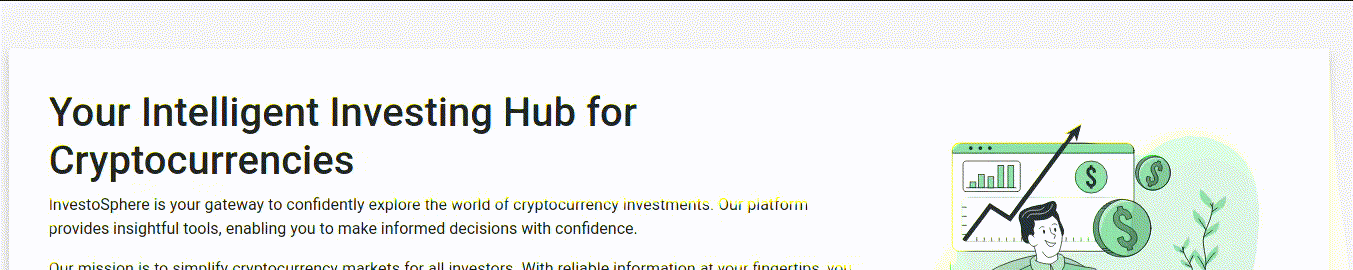 Your Intelligent Investing Hub for
Cryptocurrencies
InvestoSphere is your gateway to confidently explore the world of cryptocurrency investments. Our platform
provides insightful tools, enabling you to make informed decisions with confidence.
Our mission is to simplify cryptocurrency markets for all investors. With reliable information at your fingertips, you
$
$
$